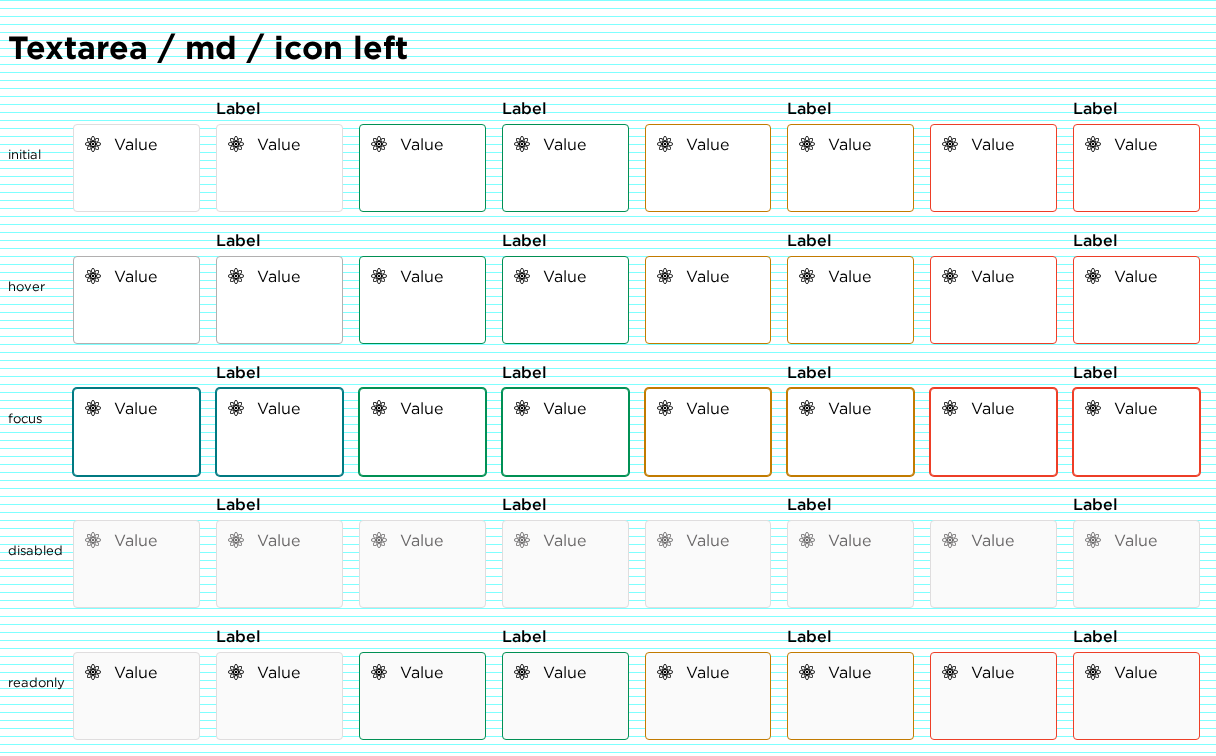 Textarea / md / icon left
Label Label Label Label
initial Value Value Value Value Value Value Value Value
Label Label Label Label
hover Value Value Value Value Value Value Value Value
Label Label Label Label
focus Value Value Value Value Value Value Value Value
Label Label Label Label
disabled Value Value Value Value Value Value Value Value
Label Label Label Label
readonly Value Value Value Value Value Value Value Value